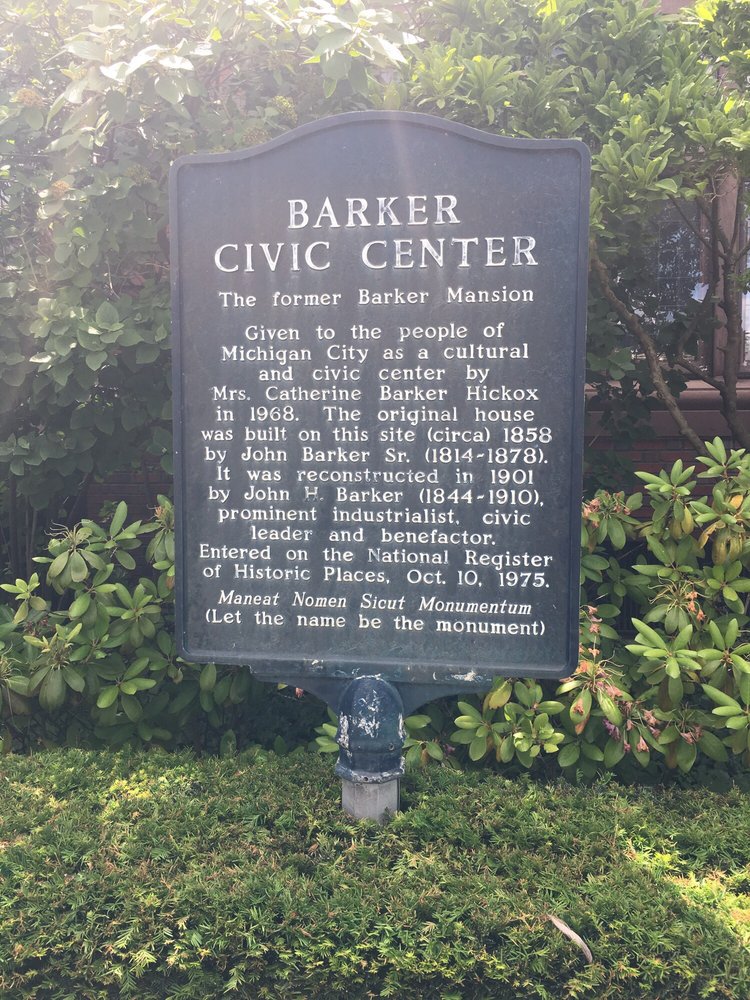 BARKER
CIVIC CENTER
The former Barker Mansion
Given to the people of
Michigan City as a cultural
and civic center by
Mrs. Catherine Barker Hickox
in 1968. The original house
was built on this site (circa) 1858
by John Barker Sr. (1814-1878).
It was reconstructed in 1901
by John H. Barker (1844-1910),
prominent industrialist, civic
leader and benefactor.
Entered on the National Register
of Historic Places, Oct. 10, 1975.
Maneat Nomen Sicut Monumentum
(Let the name be the monument)